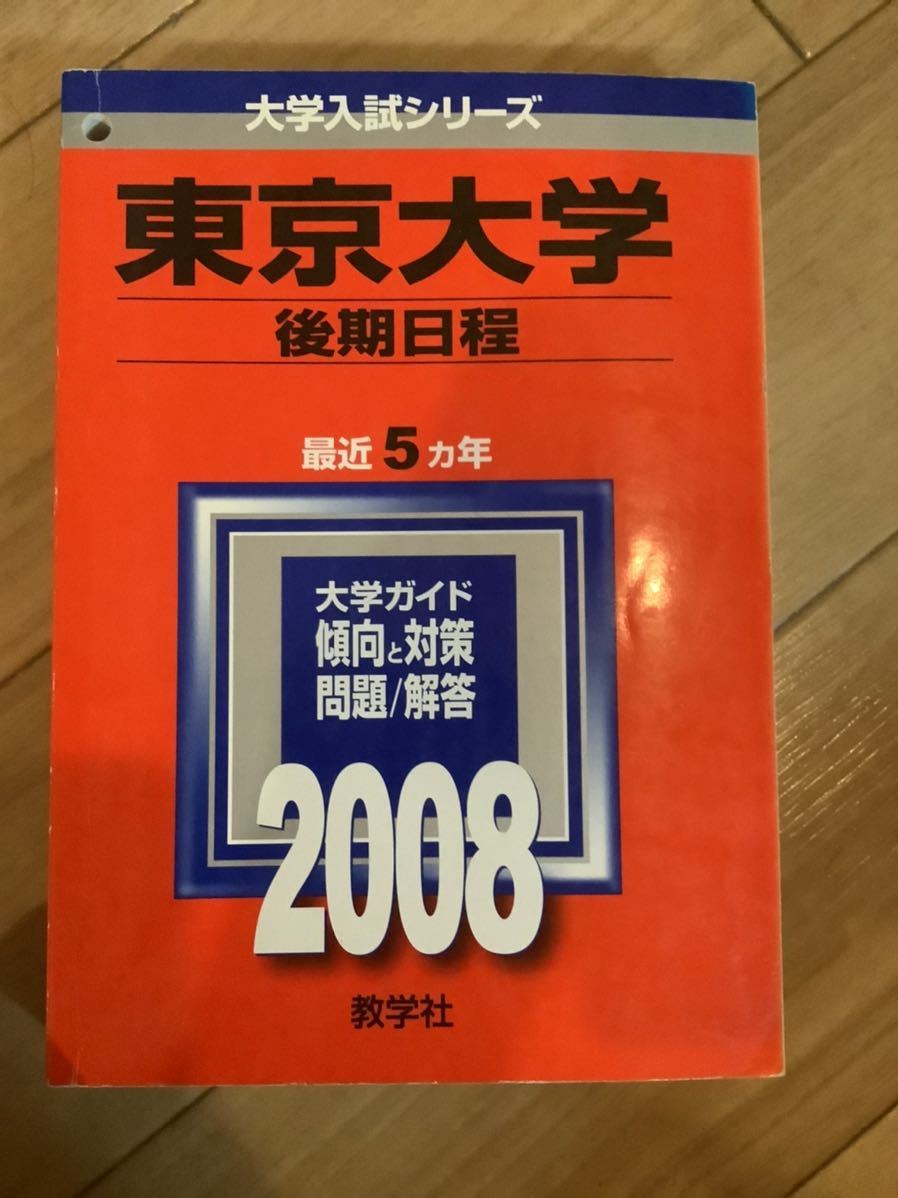 大学入試シリーズ
東京大学
後期日程
最近5カ年
大学ガイド
傾向と対策
問題/解答
2008
教学社